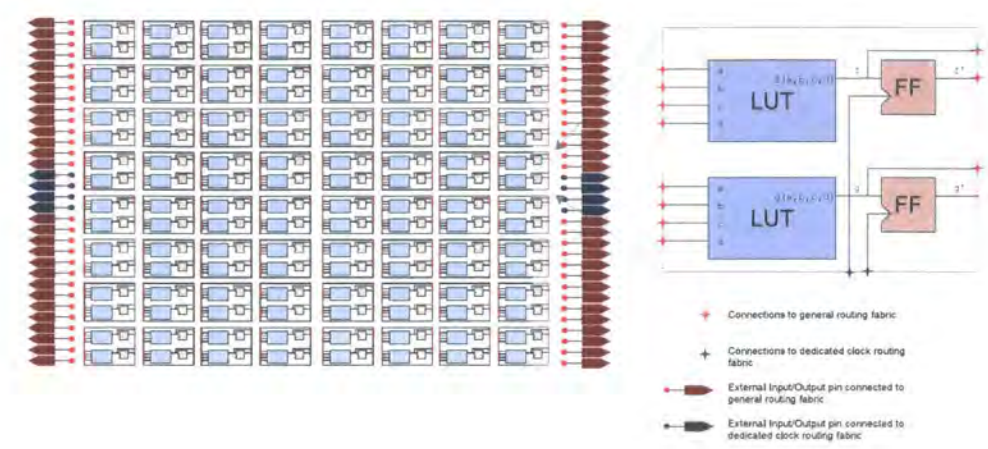 LUT
FF
LUT
FF
Connections to general routing fabric
Connections to dedicated clock routing
fabric
External Input/Output pin connected to
general routing fabric
External Input/Output pin connected to
dedicated clock routing fabric